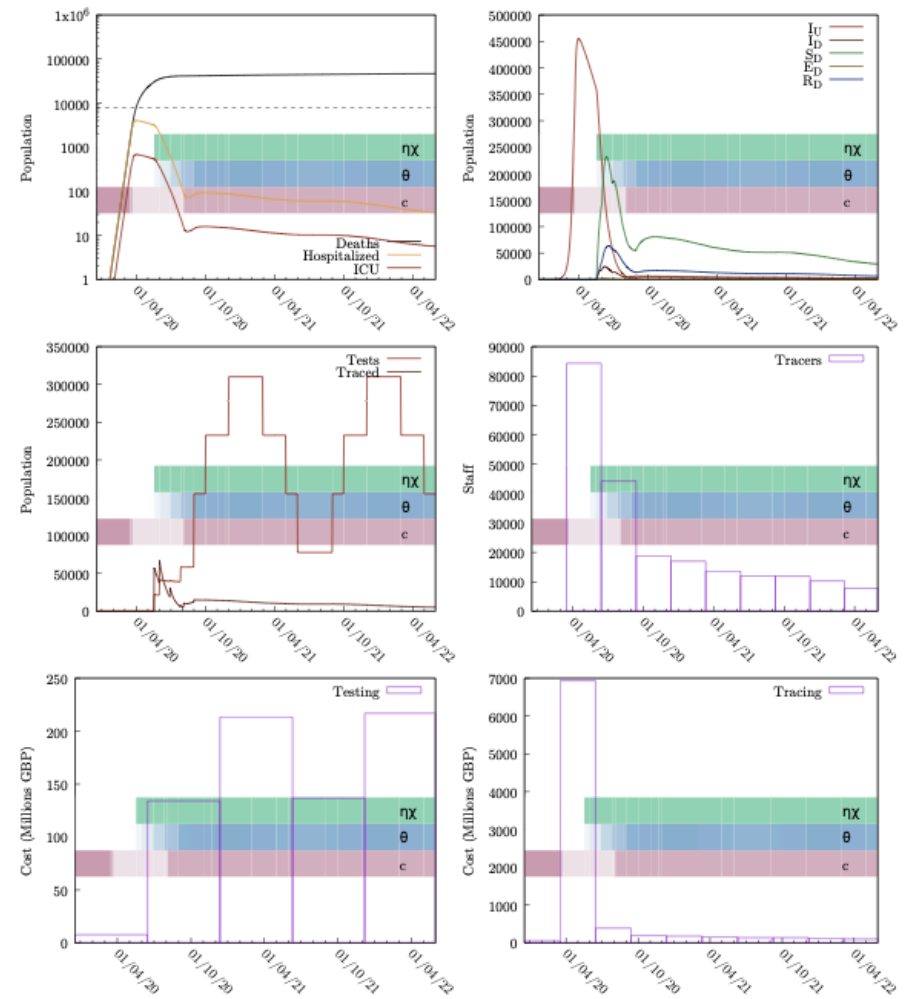 1x10⁶
100000
10000
1000
100
10
1
Population
ηχ
θ
c
Deaths
Hospitalized
ICU
01/04/20
01/10/20
01/04/21
01/10/21
01/04/22
500000
450000
400000
350000
300000
250000
200000
150000
100000
50000
0
Population
I_U
I_D
S_D
E_D
R_D
ηχ
θ
c
01/04/20
01/10/20
01/04/21
01/10/21
01/04/22
350000
300000
250000
200000
150000
100000
50000
0
Population
Tests
Traced
ηχ
θ
c
01/04/20
01/10/20
01/04/21
01/10/21
01/04/22
90000
80000
70000
60000
50000
40000
30000
20000
10000
0
Staff
Tracers
ηχ
θ
c
01/04/20
01/10/20
01/04/21
01/10/21
01/04/22
250
200
150
100
50
0
Cost (Millions GBP)
Testing
ηχ
θ
c
01/04/20
01/10/20
01/04/21
01/10/21
01/04/22
7000
6000
5000
4000
3000
2000
1000
0
Cost (Millions GBP)
Tracing
ηχ
θ
c
01/04/20
01/10/20
01/04/21
01/10/21
01/04/22